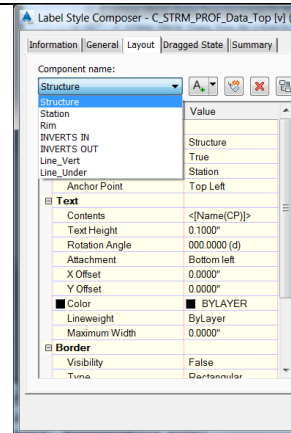 Label Style Composer - C_STRM_PROF_Data_Top [v] (
Information General Layout Dragged State Summary
Component name:
Structure
Structure
Station
Rim
INVERTS IN
INVERTS OUT
Line_Vert
Line_Under
Value
Structure
True
Station
Anchor Point Top Left
Text
Contents <[Name(CP)]>
Text Height 0.1000"
Rotation Angle 000.0000 (d)
Attachment Bottom left
X Offset 0.0000"
Y Offset 0.0000"
Color BYLAYER
Lineweight ByLayer
Maximum Width 0.0000"
Border
Visibility False
Type Rectangular